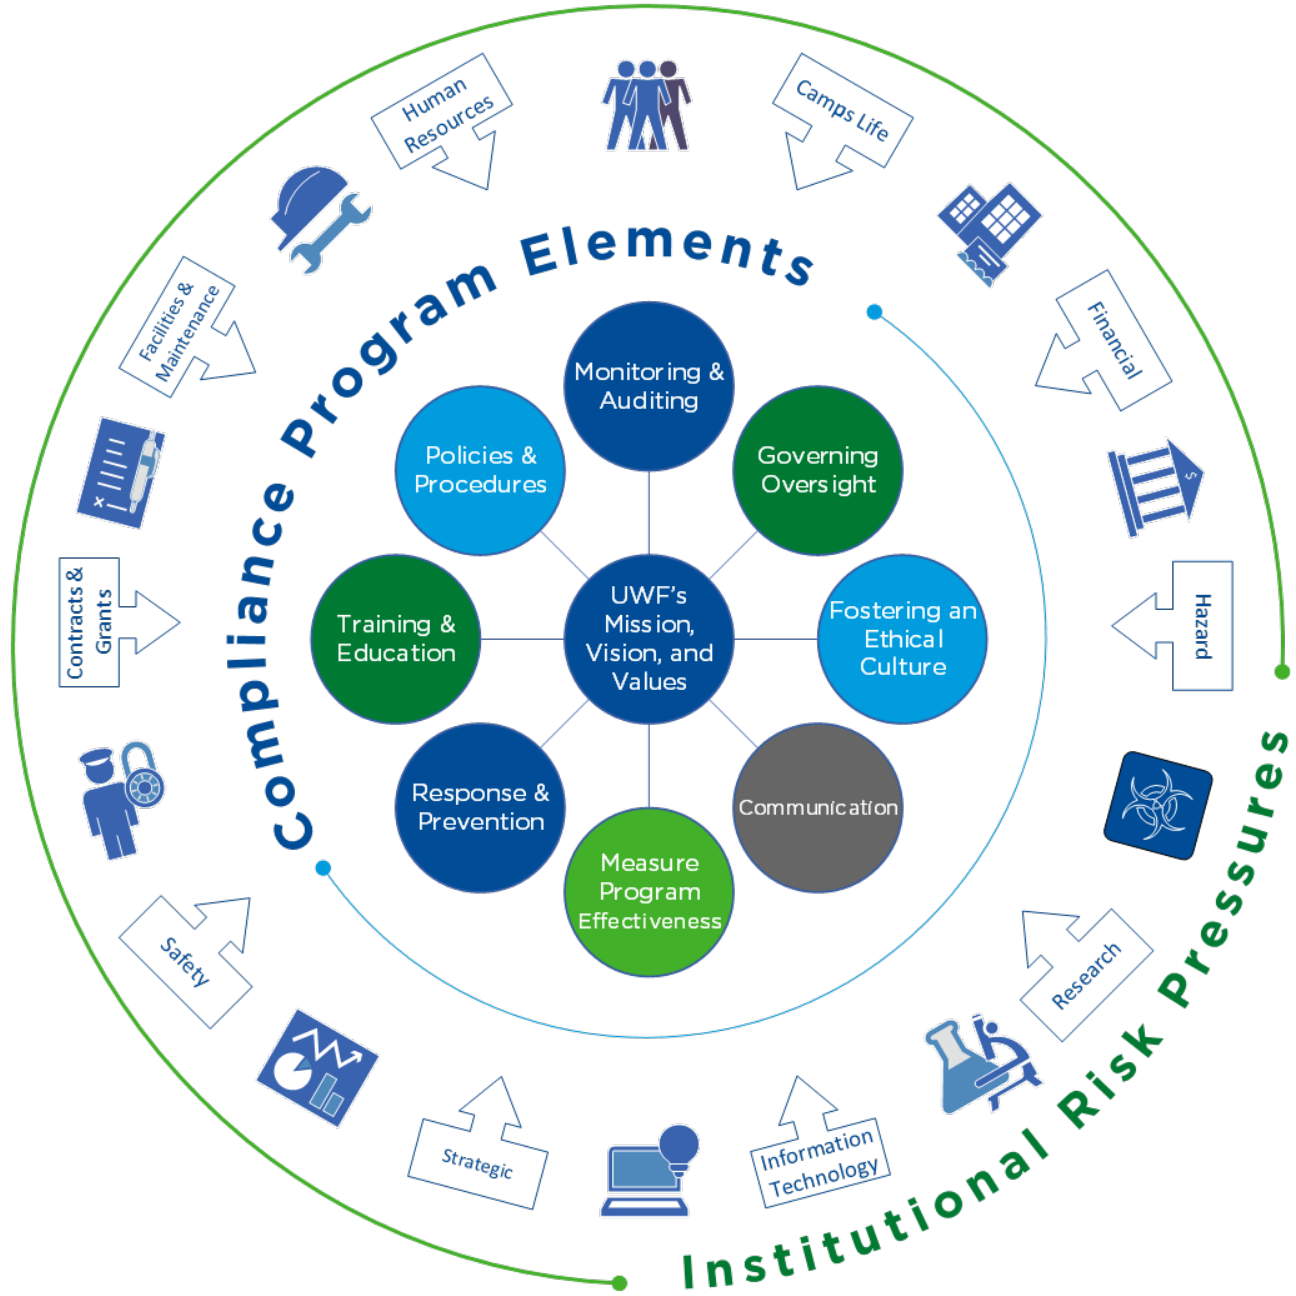 Human
Resources
Camps Life
Facilities &
Maintenance
Financial
Contracts &
Grants
Hazard
Safety
Research
Strategic
Information
Technology
Compliance Program Elements
Monitoring &
Auditing
Policies &
Procedures
Governing
Oversight
Training &
Education
UWF's
Mission,
Vision, and
Values
Fostering an
Ethical
Culture
Response &
Prevention
Communication
Measure
Program
Effectiveness
Institutional Risk Pressures
$
x